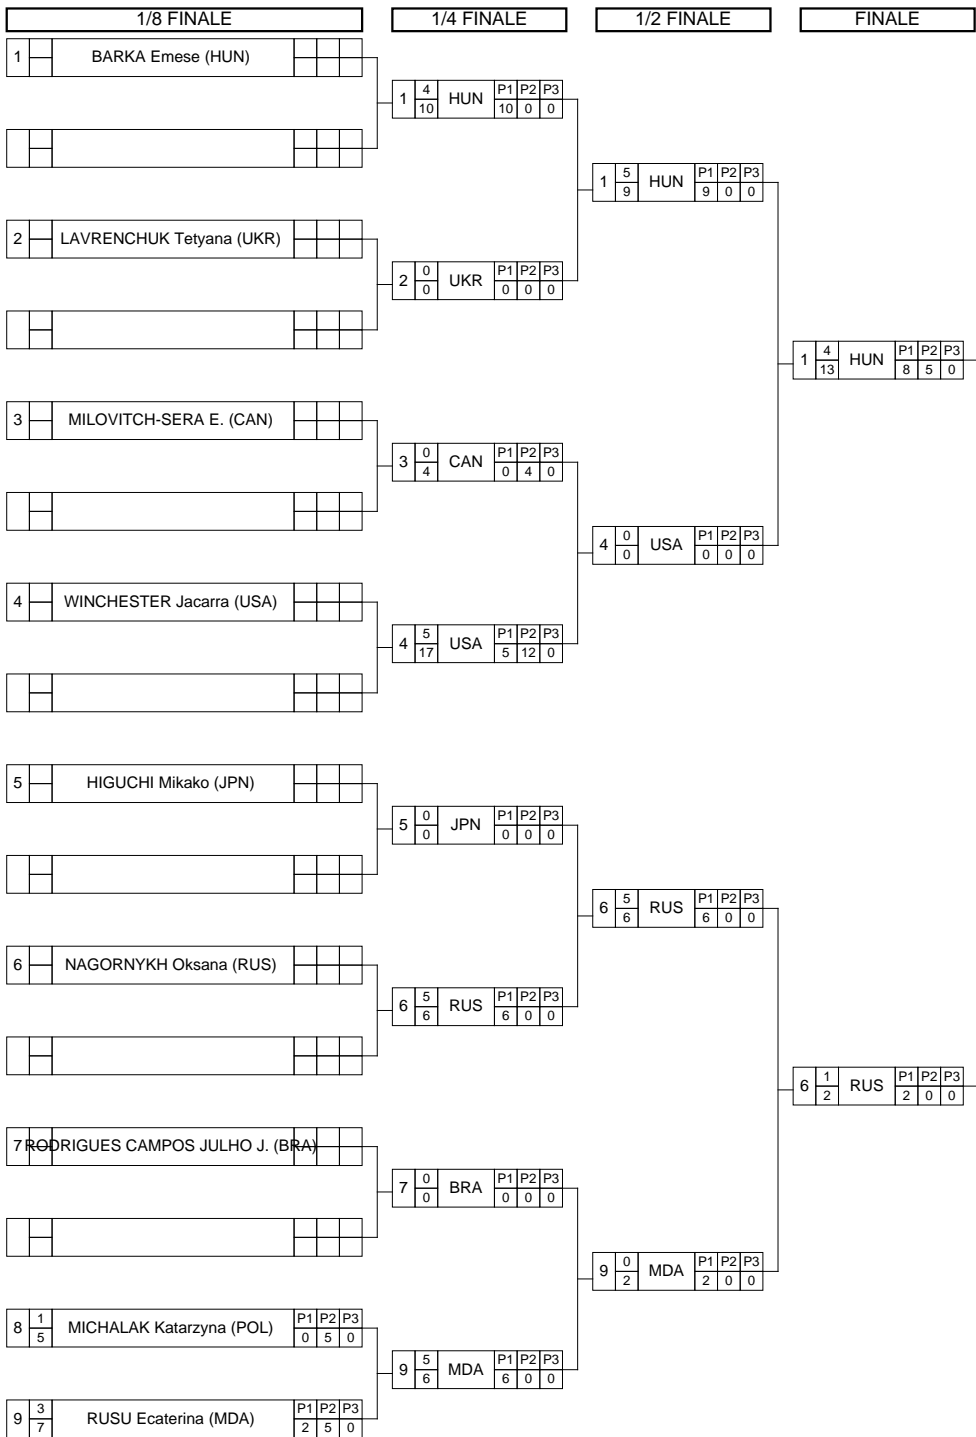 1/8 FINALE 1/4 FINALE 1/2 FINALE FINALE
1 BARKA Emese (HUN)
1 4 10 HUN P1 P2 P3 10 0 0
1 5 9 HUN P1 P2 P3 9 0 0
2 LAVRENCHUK Tetyana (UKR)
2 0 0 UKR P1 P2 P3 0 0 0
1 4 13 HUN P1 P2 P3 8 5 0
3 MILOVITCH-SERA E. (CAN)
3 0 4 CAN P1 P2 P3 0 4 0
4 0 0 USA P1 P2 P3 0 0 0
4 WINCHESTER Jacarra (USA)
4 5 17 USA P1 P2 P3 5 12 0
5 HIGUCHI Mikako (JPN)
5 0 0 JPN P1 P2 P3 0 0 0
6 5 6 RUS P1 P2 P3 6 0 0
6 NAGORNYKH Oksana (RUS)
6 5 6 RUS P1 P2 P3 6 0 0
6 1 2 RUS P1 P2 P3 2 0 0
7 RODRIGUES CAMPOS JULHO J. (BRA)
7 0 0 BRA P1 P2 P3 0 0 0
9 0 2 MDA P1 P2 P3 2 0 0
8 1 5 MICHALAK Katarzyna (POL) P1 P2 P3 0 5 0
9 5 6 MDA P1 P2 P3 6 0 0
9 3 7 RUSU Ecaterina (MDA) P1 P2 P3 2 5 0